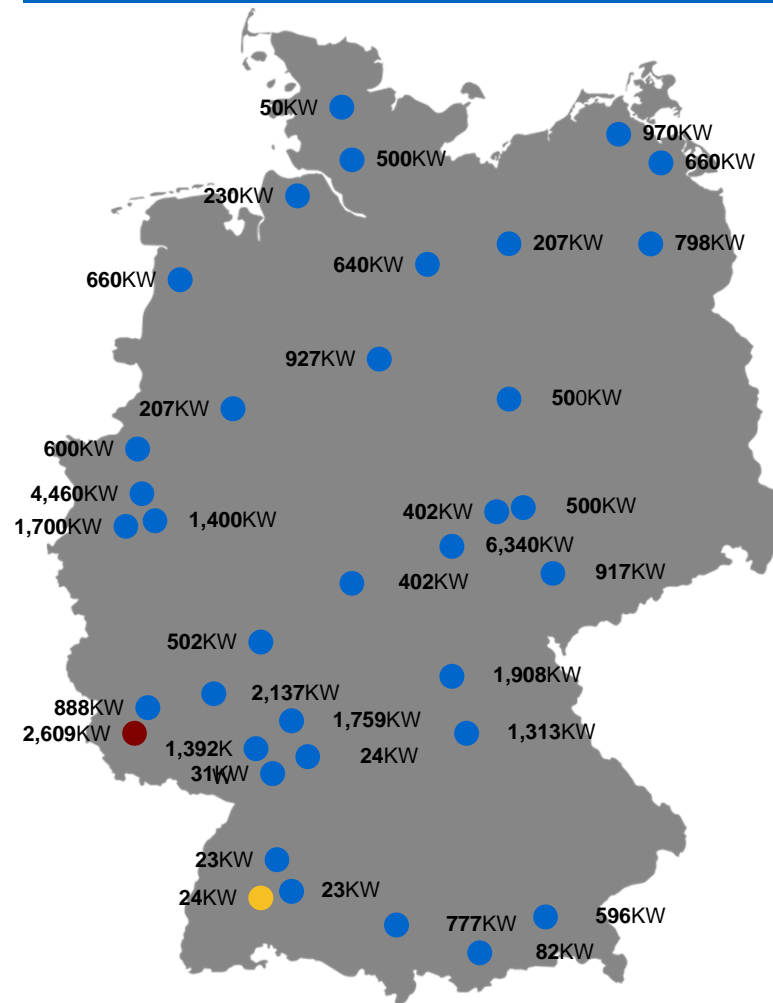 50KW
970KW
500KW
660KW
230KW
207KW
798KW
640KW
660KW
927KW
500KW
207KW
600KW
4,460KW
500KW
402KW
1,400KW
1,700KW
6,340KW
917KW
402KW
502KW
1,908KW
2,137KW
888KW
1,759KW
2,609KW
1,313KW
1,392K
W
24KW
31KW
23KW
23KW
24KW
596KW
777KW
82KW